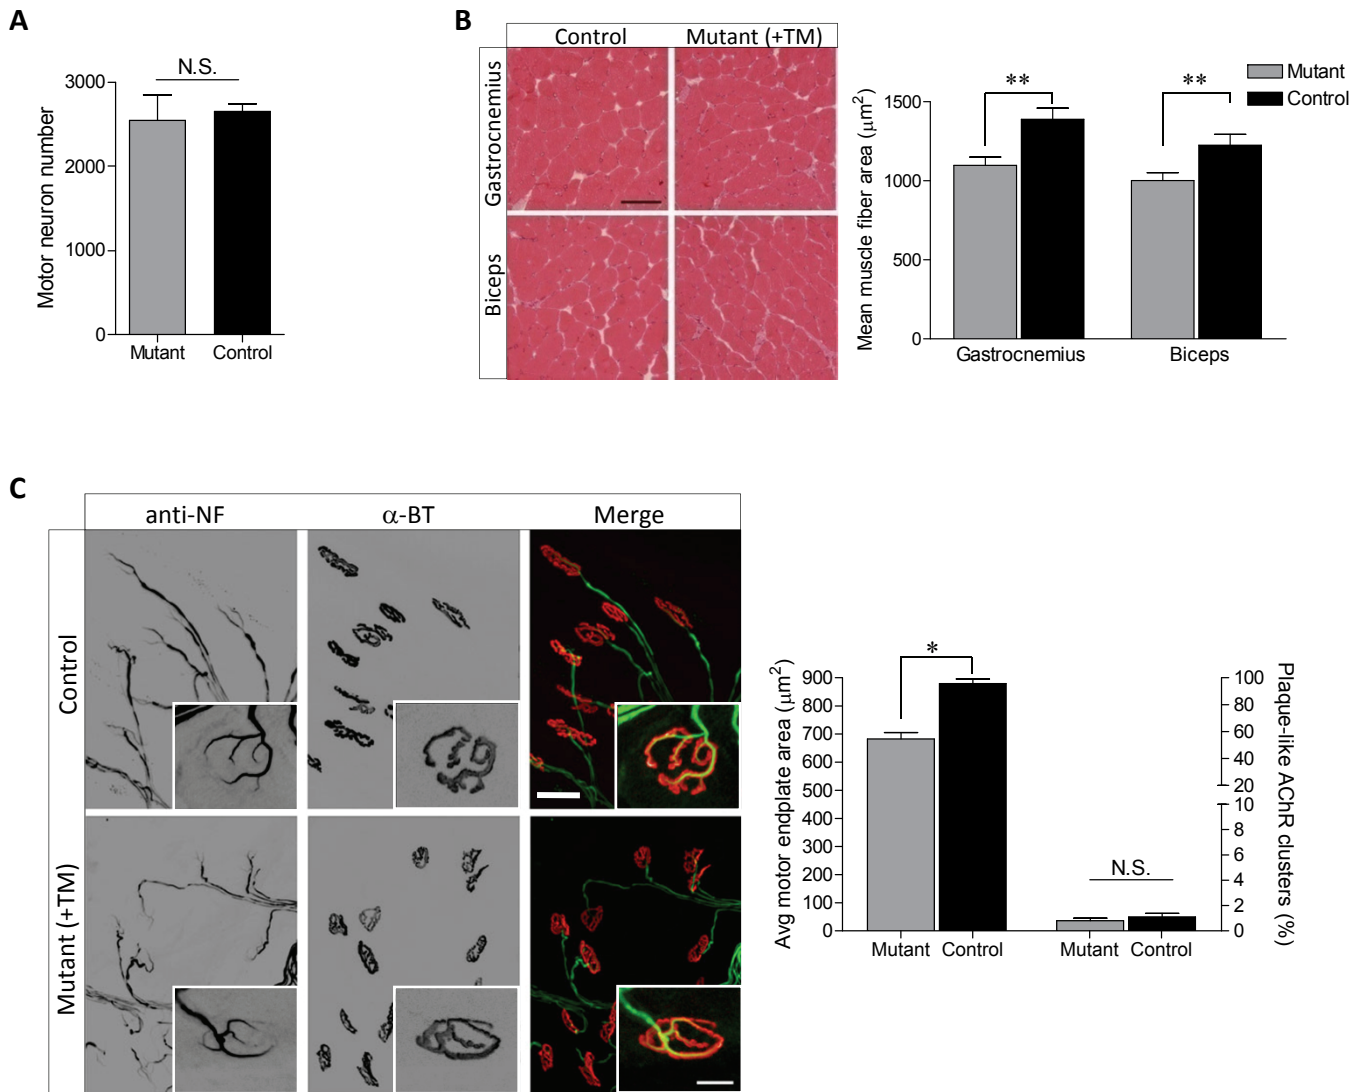 A
N.S.
3000
2000
1000
0
Motor neuron number
Mutant Control
B
Control Mutant (+TM)
Gastrocnemius
Biceps
Mutant
Control
** **
1500
1000
500
0
Mean muscle fiber area (μm²)
Gastrocnemius Biceps
C
anti-NF α-BT Merge
Control
Mutant (+TM)
*
900
800
700
600
500
400
300
200
100
0
Avg motor endplate area (μm²)
N.S.
100
80
60
40
20
10
8
6
4
2
0
Plaque-like AChR clusters (%)
Mutant Control Mutant Control